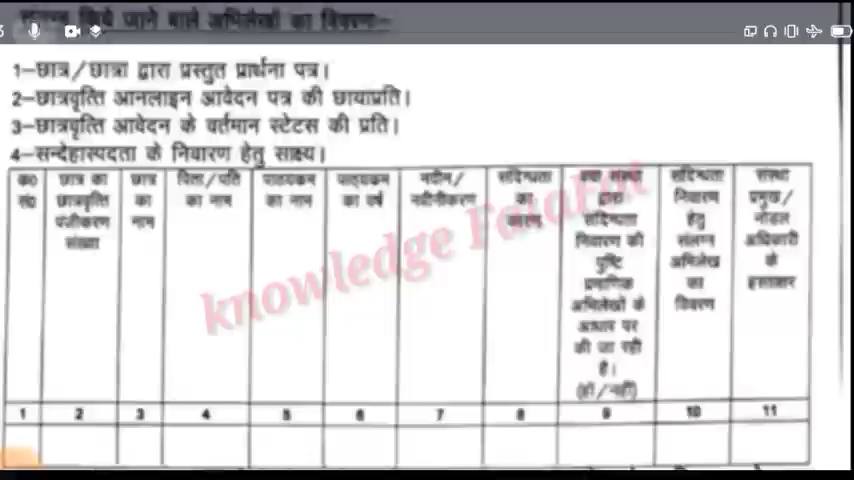 संलग्न किये जाने वाले अभिलेखों का विवरण:-
1-छात्र/छात्रा द्वारा प्रस्तुत प्रार्थना पत्र।
2-छात्रवृत्ति आनलाइन आवेदन पत्र की छायाप्रति।
3-छात्रवृत्ति आवेदन के वर्तमान स्टेटस की प्रति।
4-सन्देहास्पदता के निवारण हेतु साक्ष्य।
क्र0 सं0
छात्र का छात्रवृत्ति पंजीकरण संख्या
छात्र का नाम
पिता/पति का नाम
पाठ्यक्रम का नाम
पाठ्यक्रम का वर्ष
नवीन/ नवीनीकरण
संदिग्धता का कारण
क्या संस्था द्वारा संदिग्धता निवारण की पुष्टि प्रमाणिक अभिलेखों के आधार पर की जा रही है। (हाँ/नहीं)
संदिग्धता निवारण हेतु संलग्न अभिलेख का विवरण
संस्था प्रमुख/ नोडल अधिकारी के हस्ताक्षर
1 2 3 4 5 6 7 8 9 10 11
knowledge FataFat